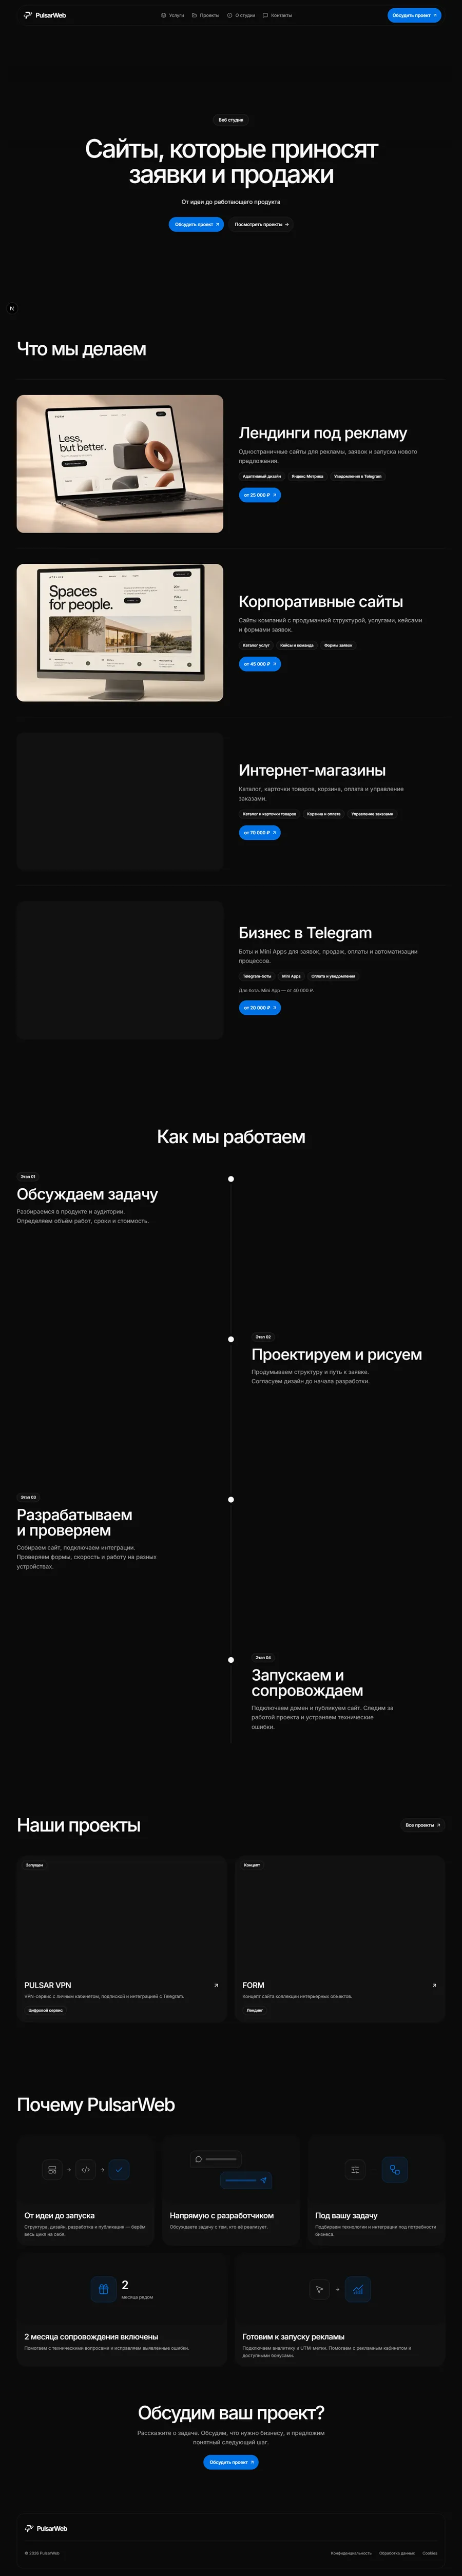 PulsarWeb
Услуги
Проекты
О студии
Контакты
Обсудить проект
Веб студия
Сайты, которые приносят
заявки и продажи
От идеи до работающего продукта
Обсудить проект
Посмотреть проекты
N
Что мы делаем
Less,
but better.
Лендинги под рекламу
Одностраничные сайты для рекламы, заявок и запуска нового
предложения.
Адаптивный дизайн
Яндекс Метрика
Уведомления в Telegram
от 25 000 ₽
ATELIER
Spaces
for people.
Корпоративные сайты
Сайты компаний с продуманной структурой, услугами, кейсами
и формами заявок.
Каталог услуг
Кейсы и команда
Формы заявок
от 45 000 ₽
Интернет-магазины
Каталог, карточки товаров, корзина, оплата и управление
заказами.
Каталог и карточки товаров
Корзина и оплата
Управление заказами
от 70 000 ₽
Бизнес в Telegram
Боты и Mini Apps для заявок, продаж, оплаты и автоматизации
процессов.
Telegram-боты
Mini Apps
Оплата и уведомления
Для бота. Mini App — от 40 000 ₽.
от 20 000 ₽
Как мы работаем
Этап 01
Обсуждаем задачу
Разбираемся в продукте и аудитории.
Определяем объём работ, сроки и стоимость.
Этап 02
Проектируем и рисуем
Продумываем структуру и путь к заявке.
Согласуем дизайн до начала разработки.
Этап 03
Разрабатываем
и проверяем
Собираем сайт, подключаем интеграции.
Проверяем формы, скорость и работу на разных
устройствах.
Этап 04
Запускаем и
сопровождаем
Подключаем домен и публикуем сайт. Следим за
работой проекта и устраняем технические
ошибки.
Наши проекты
Все проекты
Запущен
PULSAR VPN
VPN-сервис с личным кабинетом, подпиской и интеграцией с Telegram.
Цифровой сервис
Концепт
FORM
Концепт сайта коллекции интерьерных объектов.
Лендинг
Почему PulsarWeb
От идеи до запуска
Структура, дизайн, разработка и публикация — берём
весь цикл на себя.
Напрямую с разработчиком
Обсуждаете задачу с тем, кто её реализует.
Под вашу задачу
Подбираем технологии и интеграции под потребности
бизнеса.
2
месяца рядом
2 месяца сопровождения включены
Помогаем с техническими вопросами и исправляем выявленные ошибки.
Готовим к запуску рекламы
Подключаем аналитику и UTM-метки. Помогаем с рекламным кабинетом и
доступными бонусами.
Обсудим ваш проект?
Расскажите о задаче. Обсудим, что нужно бизнесу, и предложим
понятный следующий шаг.
Обсудить проект
PulsarWeb
© 2026 PulsarWeb
Конфиденциальность
Обработка данных
Cookies